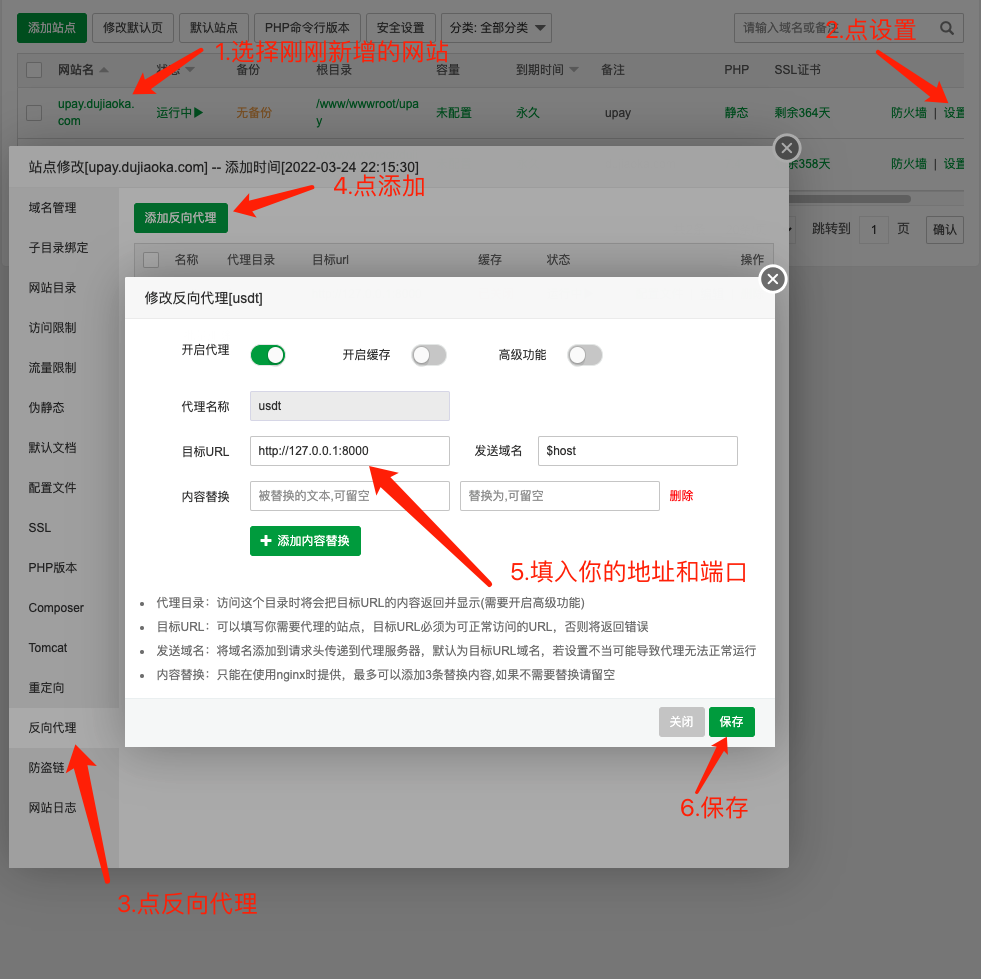 添加站点 修改默认页 默认站点 PHP命令行版本 安全设置 分类: 全部分类 请输入域名或备注
2.点设置
1.选择刚刚新增的网站
网站名 状态 备份 根目录 容量 到期时间 备注 PHP SSL证书
upay.dujiaoka.com 运行中 无备份 /www/wwwroot/upay 未配置 永久 upay 静态 剩余364天 防火墙 | 设置
站点修改[upay.dujiaoka.com] -- 添加时间[2022-03-24 22:15:30]
余358天 防火墙 | 设置
4.点添加
域名管理
添加反向代理
跳转到 1 页 确认
子目录绑定
名称 代理目录 目标url 缓存 状态 操作
网站目录
访问限制
流量限制
伪静态
默认文档
配置文件
SSL
PHP版本
Composer
Tomcat
重定向
反向代理
防盗链
网站日志
修改反向代理[usdt]
开启代理 开启缓存 高级功能
代理名称 usdt
目标URL http://127.0.0.1:8000 发送域名 $host
内容替换 被替换的文本,可留空 替换为,可留空 删除
添加内容替换
5.填入你的地址和端口
代理目录：访问这个目录时将会把目标URL的内容返回并显示(需要开启高级功能)
目标URL：可以填写你需要代理的站点，目标URL必须为可正常访问的URL，否则将返回错误
发送域名：将域名添加到请求头传递到代理服务器，默认为目标URL域名，若设置不当可能导致代理无法正常运行
内容替换：只能在使用nginx时提供，最多可以添加3条替换内容,如果不需要替换请留空
关闭 保存
6.保存
3.点反向代理